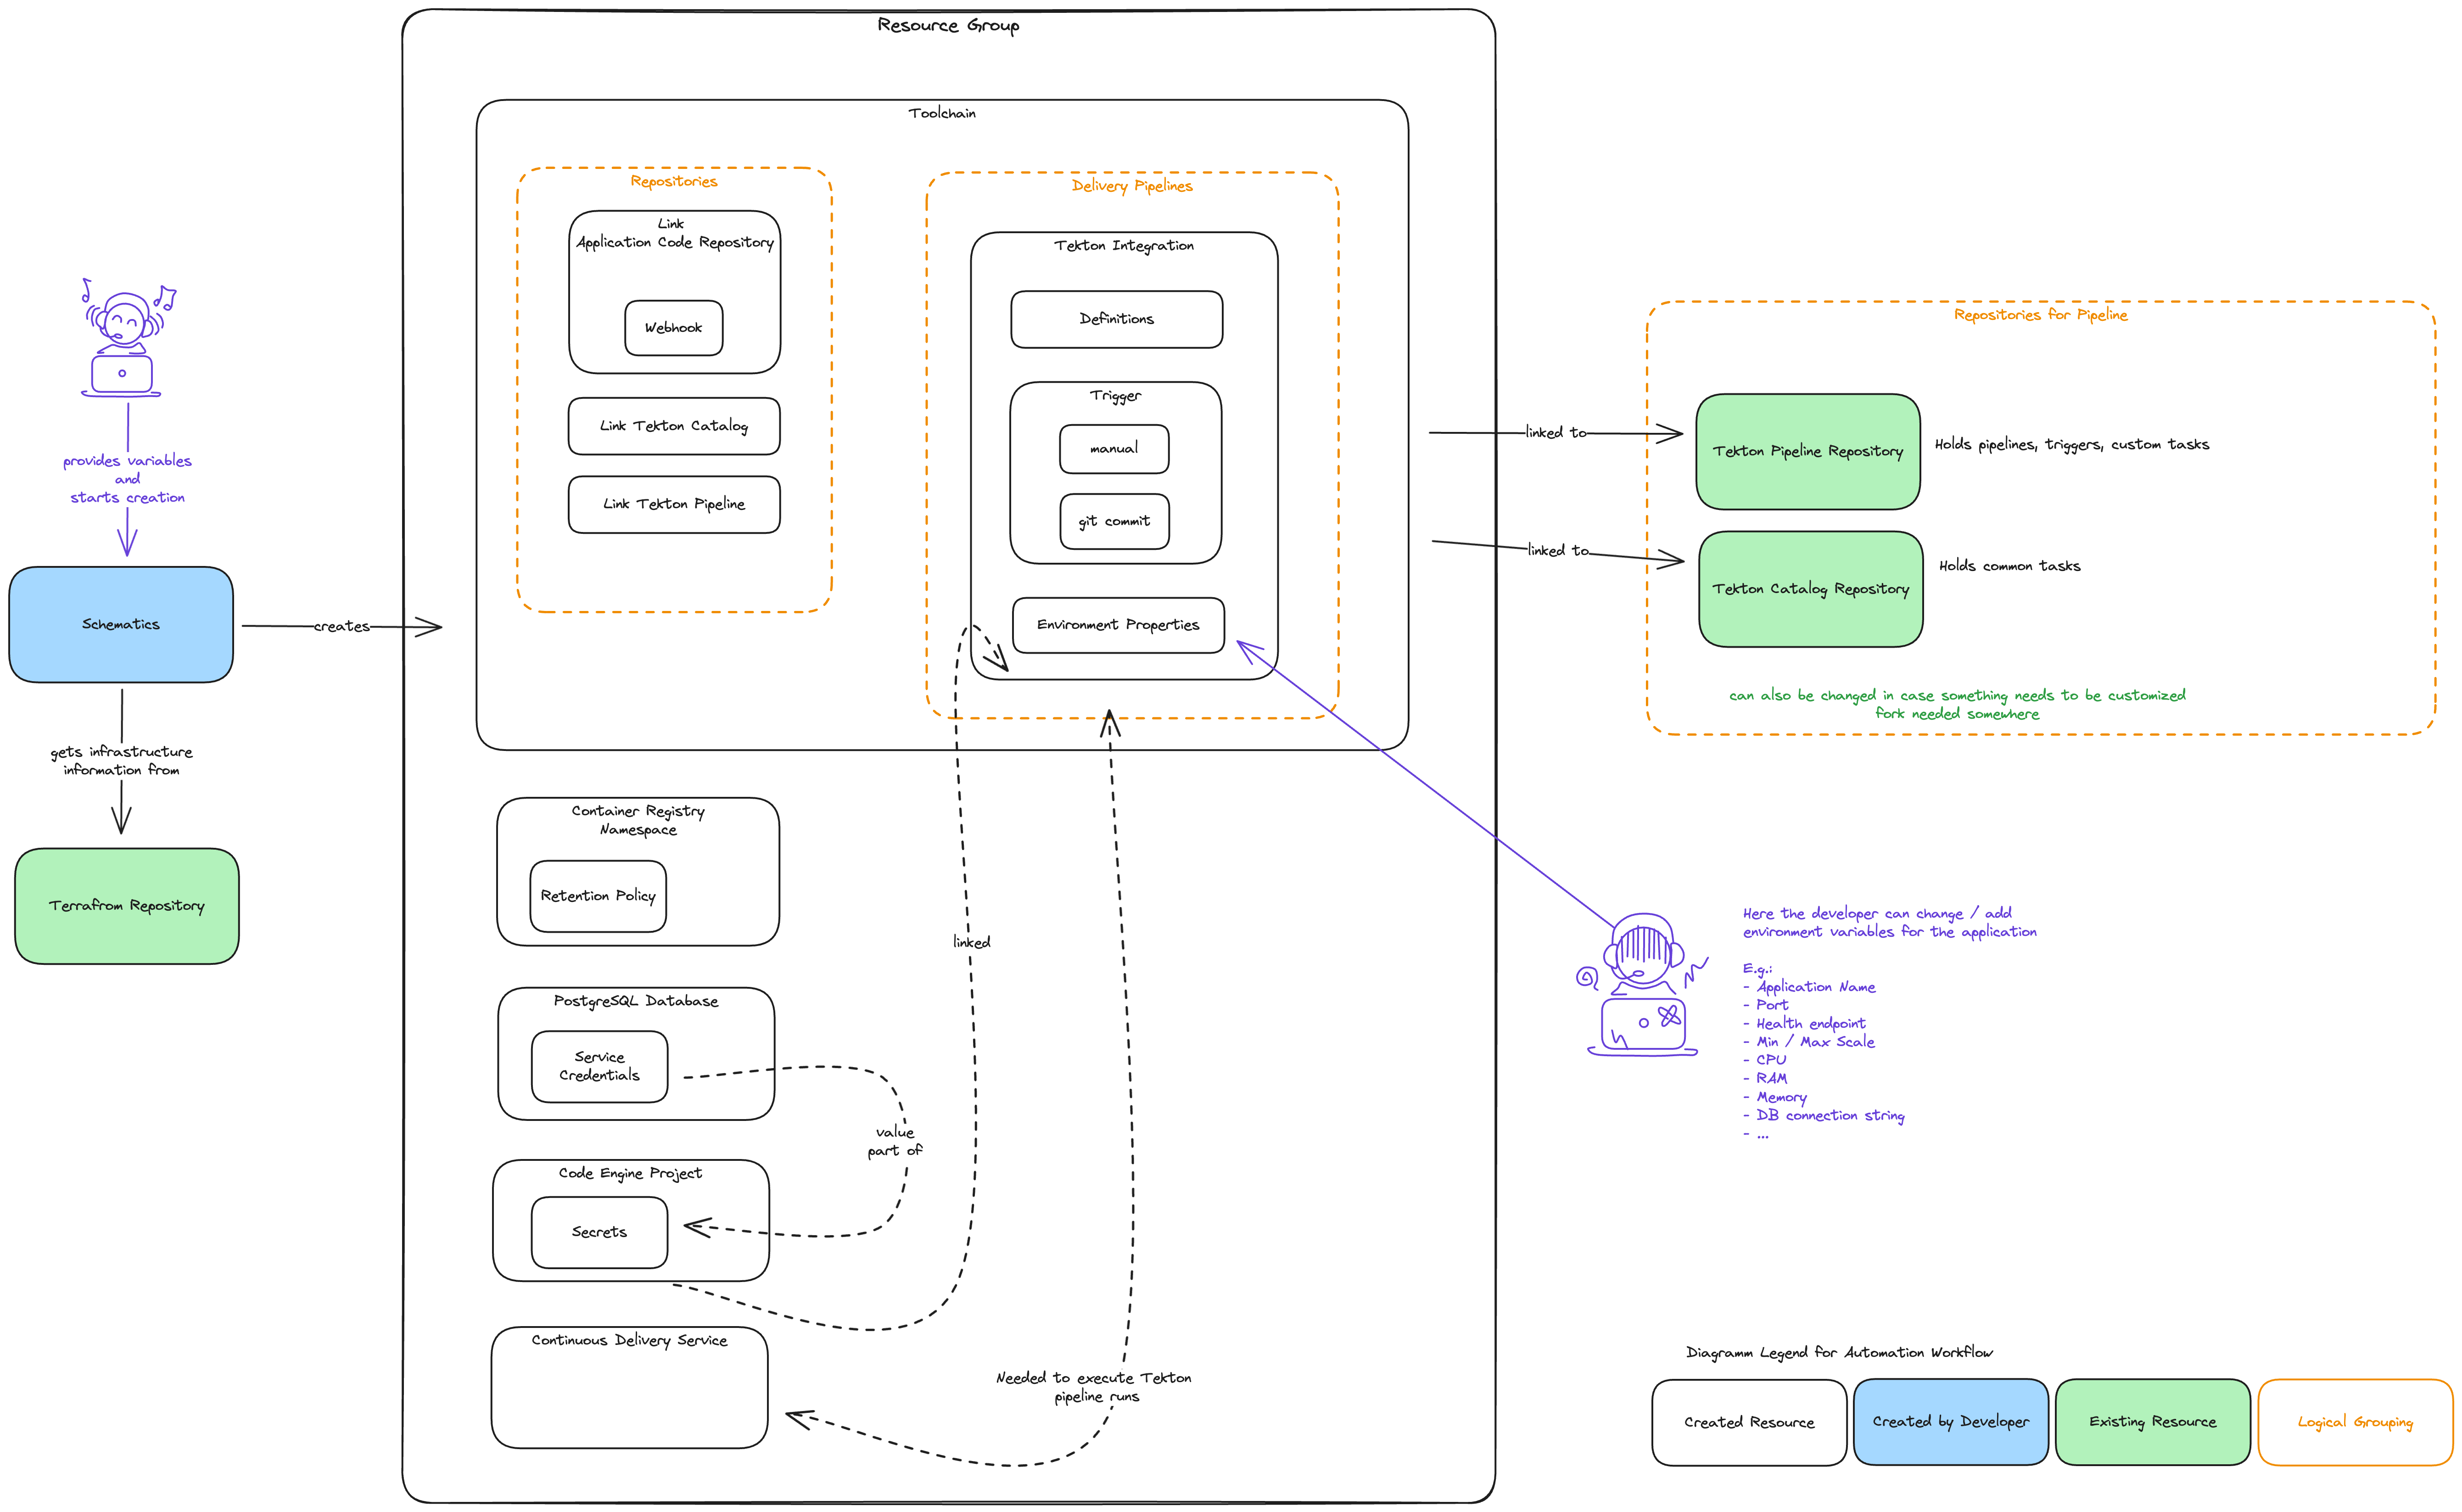 Resource Group
Toolchain
Repositories
Link
Application Code Repository
Webhook
Link Tekton Catalog
Link Tekton Pipeline
Delivery Pipelines
Tekton Integration
Definitions
Trigger
manual
git commit
Environment Properties
provides variables
and
starts creation
Schematics
creates
gets infrastructure
information from
Terrafrom Repository
linked to
linked to
Repositories for Pipeline
Tekton Pipeline Repository
Holds pipelines, triggers, custom tasks
Tekton Catalog Repository
Holds common tasks
can also be changed in case something needs to be customized
fork needed somewhere
Container Registry
Namespace
Retention Policy
linked
PostgreSQL Database
Service
Credentials
value
part of
Code Engine Project
Secrets
Continuous Delivery Service
Needed to execute Tekton
pipeline runs
Here the developer can change / add
environment variables for the application
E.g.:
- Application Name
- Port
- Health endpoint
- Min / Max Scale
- CPU
- RAM
- Memory
- DB connection string
- ...
Diagramm Legend for Automation Workflow
Created Resource
Created by Developer
Existing Resource
Logical Grouping